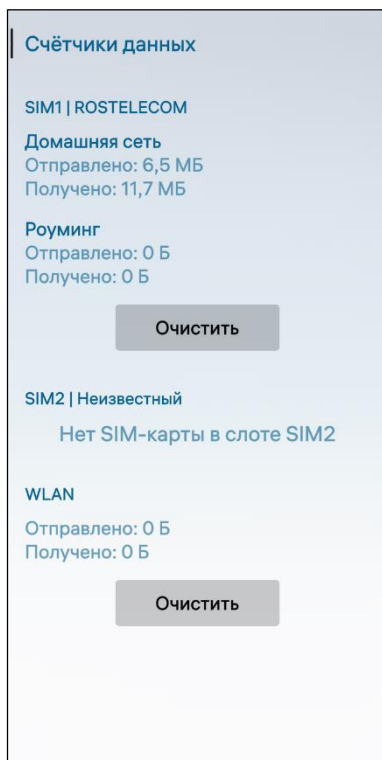 Счётчики данных
SIM1 | ROSTELECOM
Домашняя сеть
Отправлено: 6,5 МБ
Получено: 11,7 МБ
Роуминг
Отправлено: 0 Б
Получено: 0 Б
Очистить
SIM2 | Неизвестный
Нет SIM-карты в слоте SIM2
WLAN
Отправлено: 0 Б
Получено: 0 Б
Очистить